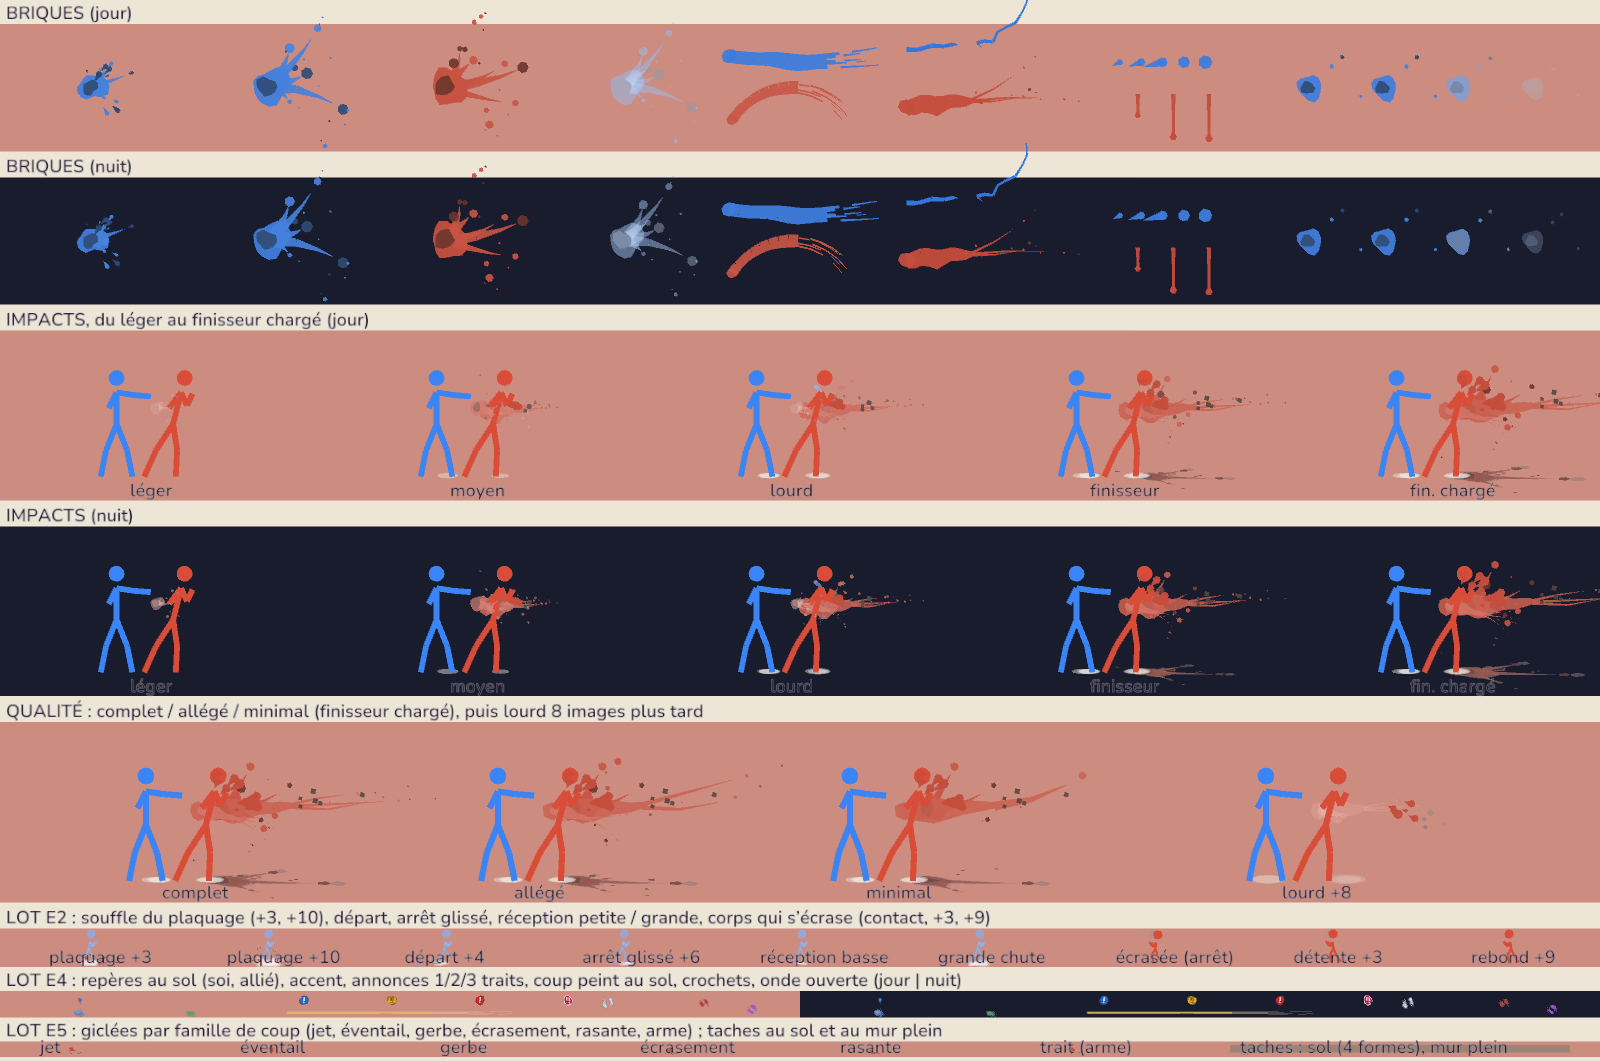 BRIQUES (jour)
BRIQUES (nuit)
IMPACTS, du léger au finisseur chargé (jour)
léger moyen lourd finisseur fin. chargé
IMPACTS (nuit)
léger moyen lourd finisseur fin. chargé
QUALITÉ : complet / allégé / minimal (finisseur chargé), puis lourd 8 images plus tard
complet allégé minimal lourd +8
LOT E2 : souffle du plaquage (+3, +10), départ, arrêt glissé, réception petite / grande, corps qui s’écrase (contact, +3, +9)
plaquage +3 plaquage +10 départ +4 arrêt glissé +6 réception basse grande chute écrasée (arrêt) détente +3 rebond +9
LOT E4 : repères au sol (soi, allié), accent, annonces 1/2/3 traits, coup peint au sol, crochets, onde ouverte (jour | nuit)
LOT E5 : giclées par famille de coup (jet, éventail, gerbe, écrasement, rasante, arme) ; taches au sol et au mur plein
jet éventail gerbe écrasement rasante trait (arme) taches : sol (4 formes), mur plein